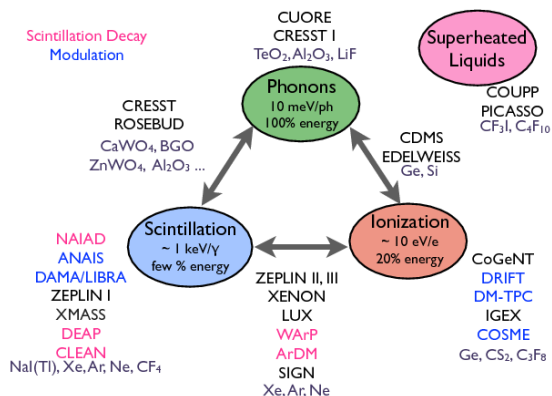 Scintillation Decay
Modulation
CUORE
CRESST I
TeO₂, Al₂O₃, LiF
Superheated
Liquids
COUPP
PICASSO
CF₃I, C₄F₁₀
Phonons
10 meV/ph
100% energy
CRESST
ROSEBUD
CaWO₄, BGO
ZnWO₄, Al₂O₃ ...
CDMS
EDELWEISS
Ge, Si
Scintillation
~ 1 keV/γ
few % energy
Ionization
~ 10 eV/e
20% energy
NAIAD
ANAIS
DAMA/LIBRA
ZEPLIN I
XMASS
DEAP
CLEAN
NaI(Tl), Xe, Ar, Ne, CF₄
ZEPLIN II, III
XENON
LUX
WArP
ArDM
SIGN
Xe, Ar, Ne
CoGeNT
DRIFT
DM-TPC
IGEX
COSME
Ge, CS₂, C₃F₈